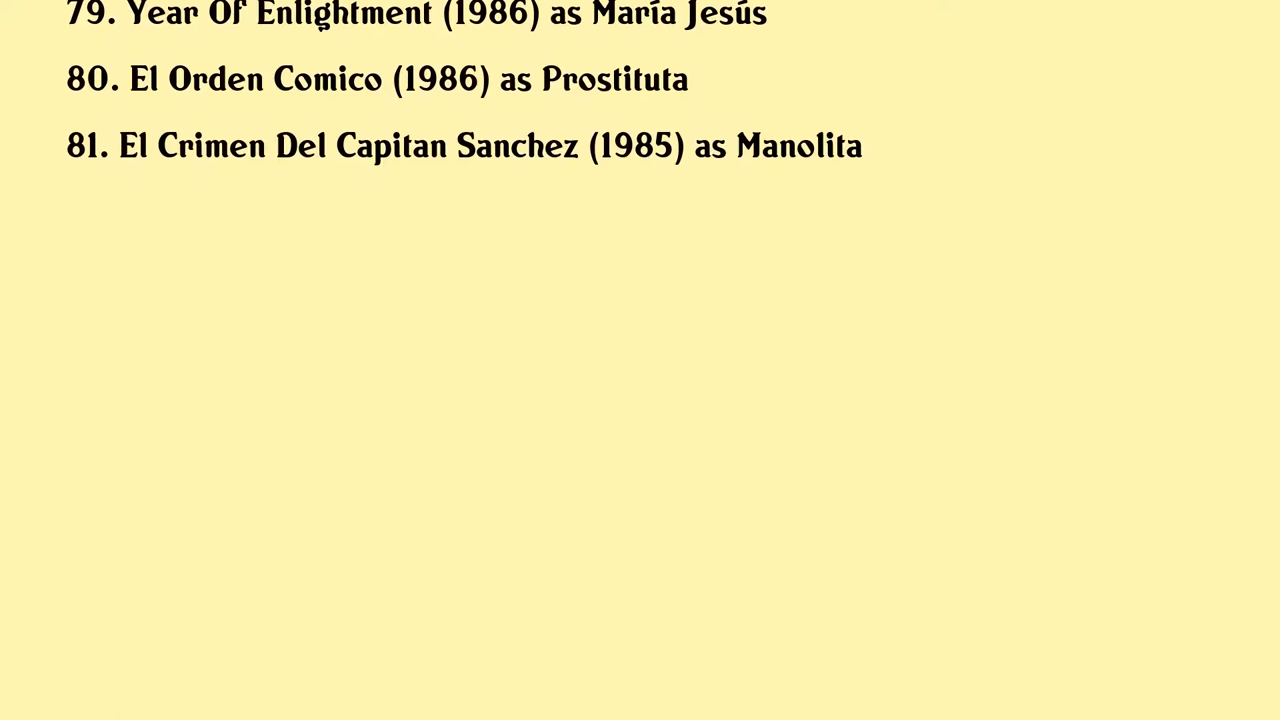 79. Year Of Enlightment (1986) as María Jesús
80. El Orden Comico (1986) as Prostituta
81. El Crimen Del Capitan Sanchez (1985) as Manolita